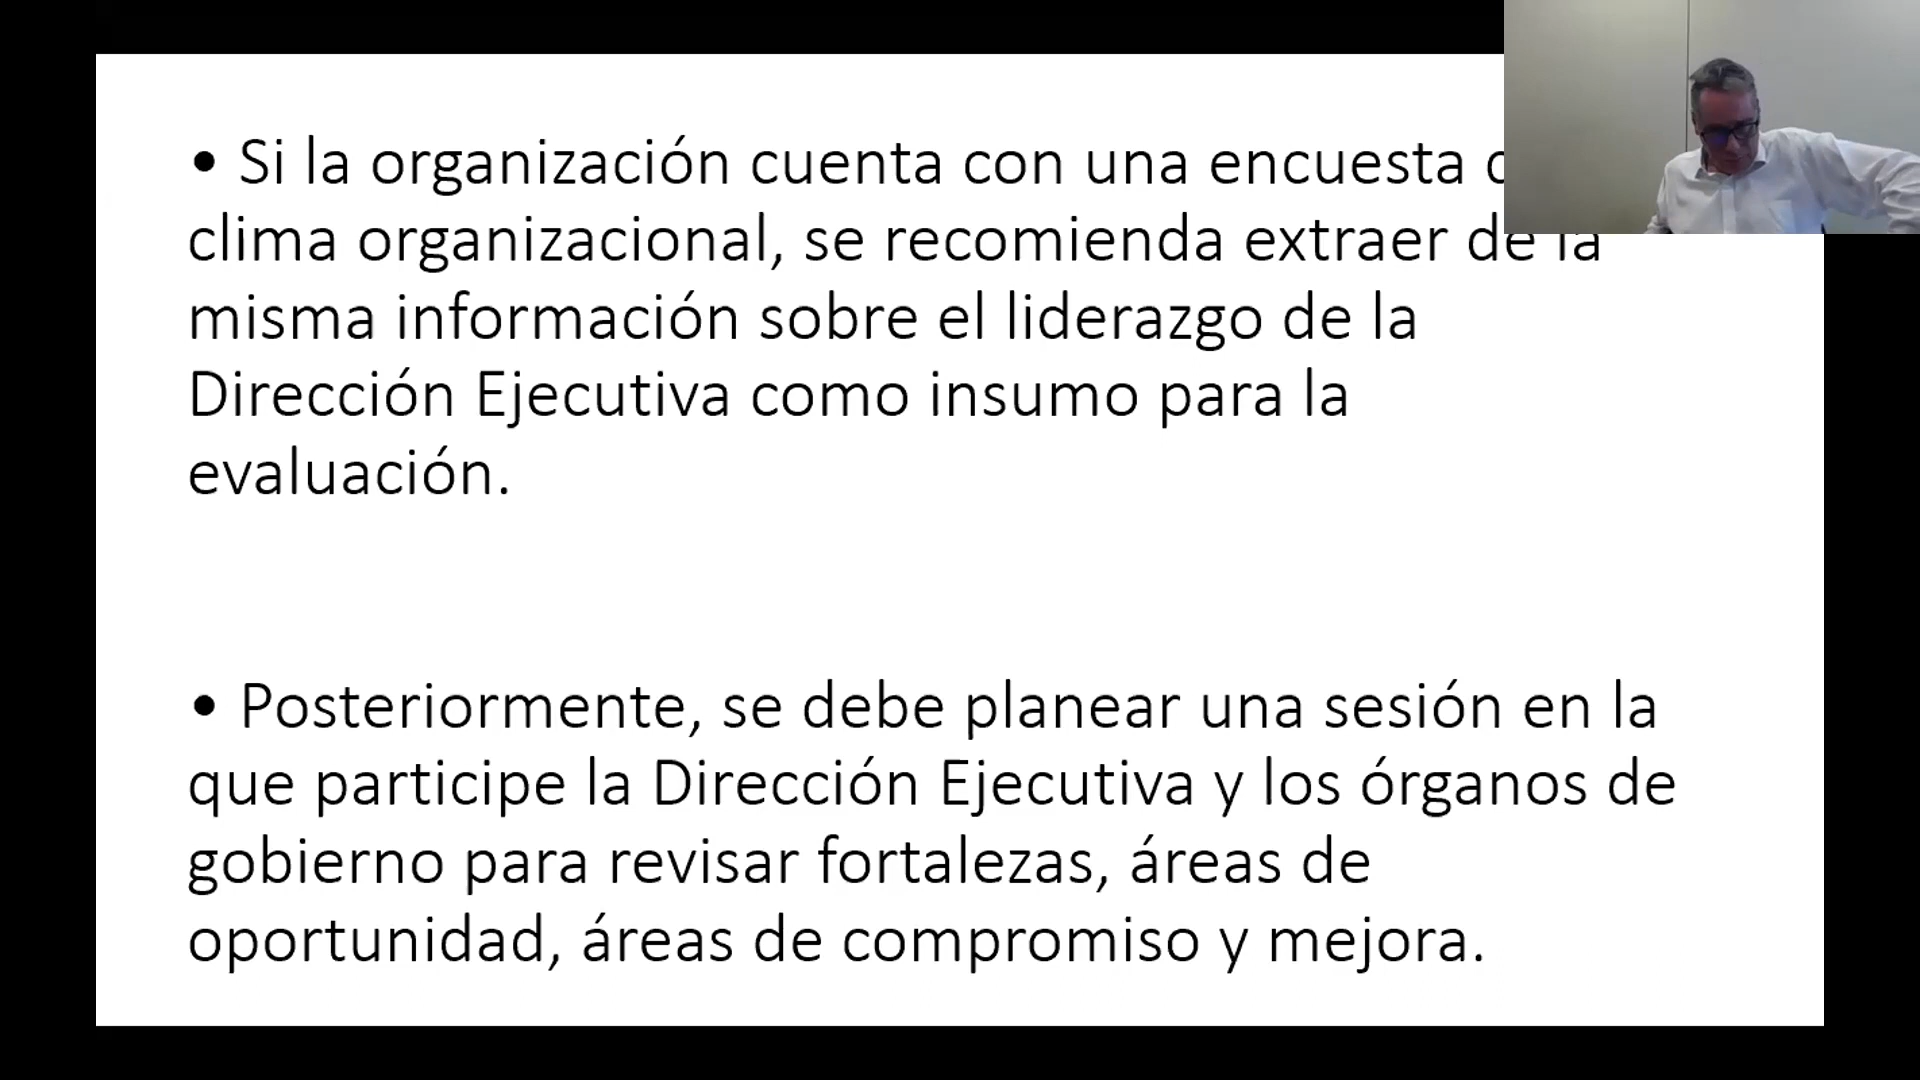 • Si la organización cuenta con una encuesta
clima organizacional, se recomienda extraer de la
misma información sobre el liderazgo de la
Dirección Ejecutiva como insumo para la
evaluación.
• Posteriormente, se debe planear una sesión en la
que participe la Dirección Ejecutiva y los órganos de
gobierno para revisar fortalezas, áreas de
oportunidad, áreas de compromiso y mejora.